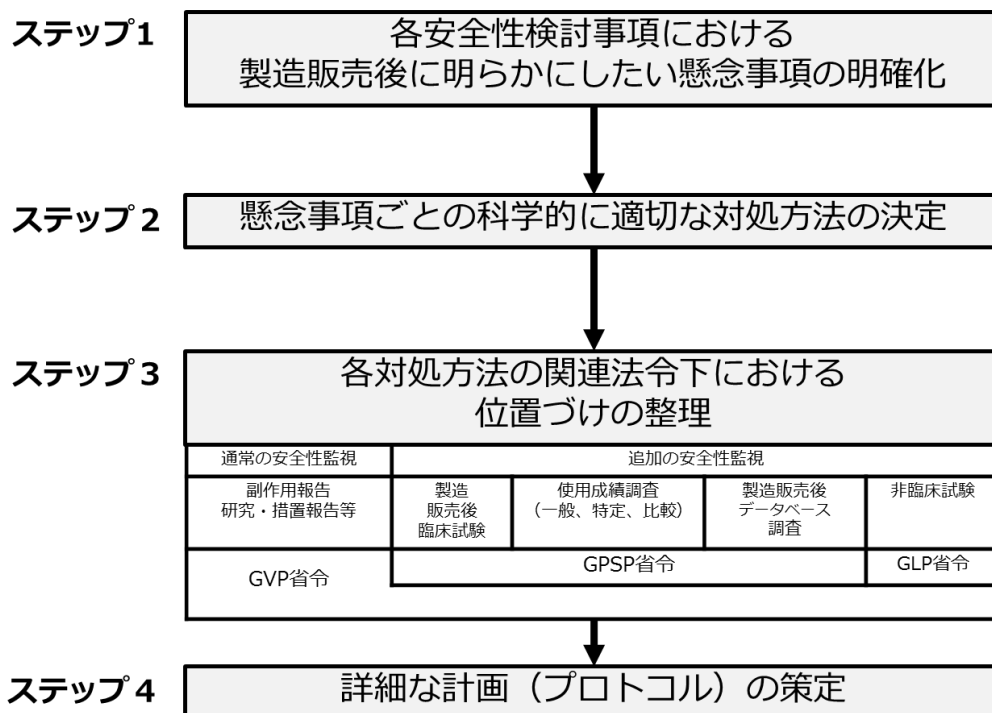 ステップ1
各安全性検討事項における
製造販売後に明らかにしたい懸念事項の明確化
ステップ２
懸念事項ごとの科学的に適切な対処方法の決定
ステップ３
各対処方法の関連法令下における
位置づけの整理
通常の安全性監視
追加の安全性監視
副作用報告
研究・措置報告等
製造
販売後
臨床試験
使用成績調査
（一般、特定、比較）
製造販売後
データベース
調査
非臨床試験
GVP省令
GPSP省令
GLP省令
ステップ４
詳細な計画（プロトコル）の策定